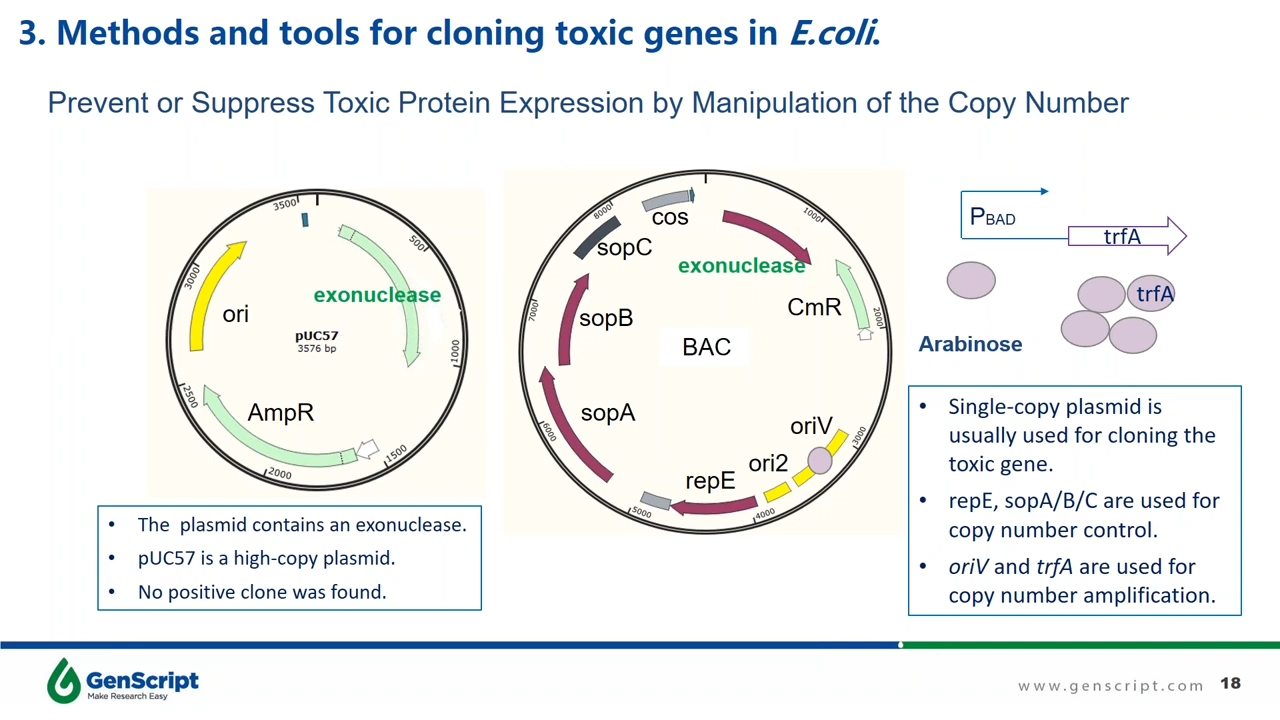 3. Methods and tools for cloning toxic genes in E.coli.
Prevent or Suppress Toxic Protein Expression by Manipulation of the Copy Number
3500
500
1000
1500
2000
2500
3000
ori
exonuclease
pUC57
3576 bp
AmpR
• The plasmid contains an exonuclease.
• pUC57 is a high-copy plasmid.
• No positive clone was found.
8000
1000
2000
3000
4000
5000
6000
7000
cos
sopC
exonuclease
sopB
CmR
BAC
sopA
oriV
ori2
repE
PBAD
trfA
trfA
Arabinose
• Single-copy plasmid is
usually used for cloning the
toxic gene.
• repE, sopA/B/C are used for
copy number control.
• oriV and trfA are used for
copy number amplification.
GenScript
Make Research Easy
www.genscript.com
18